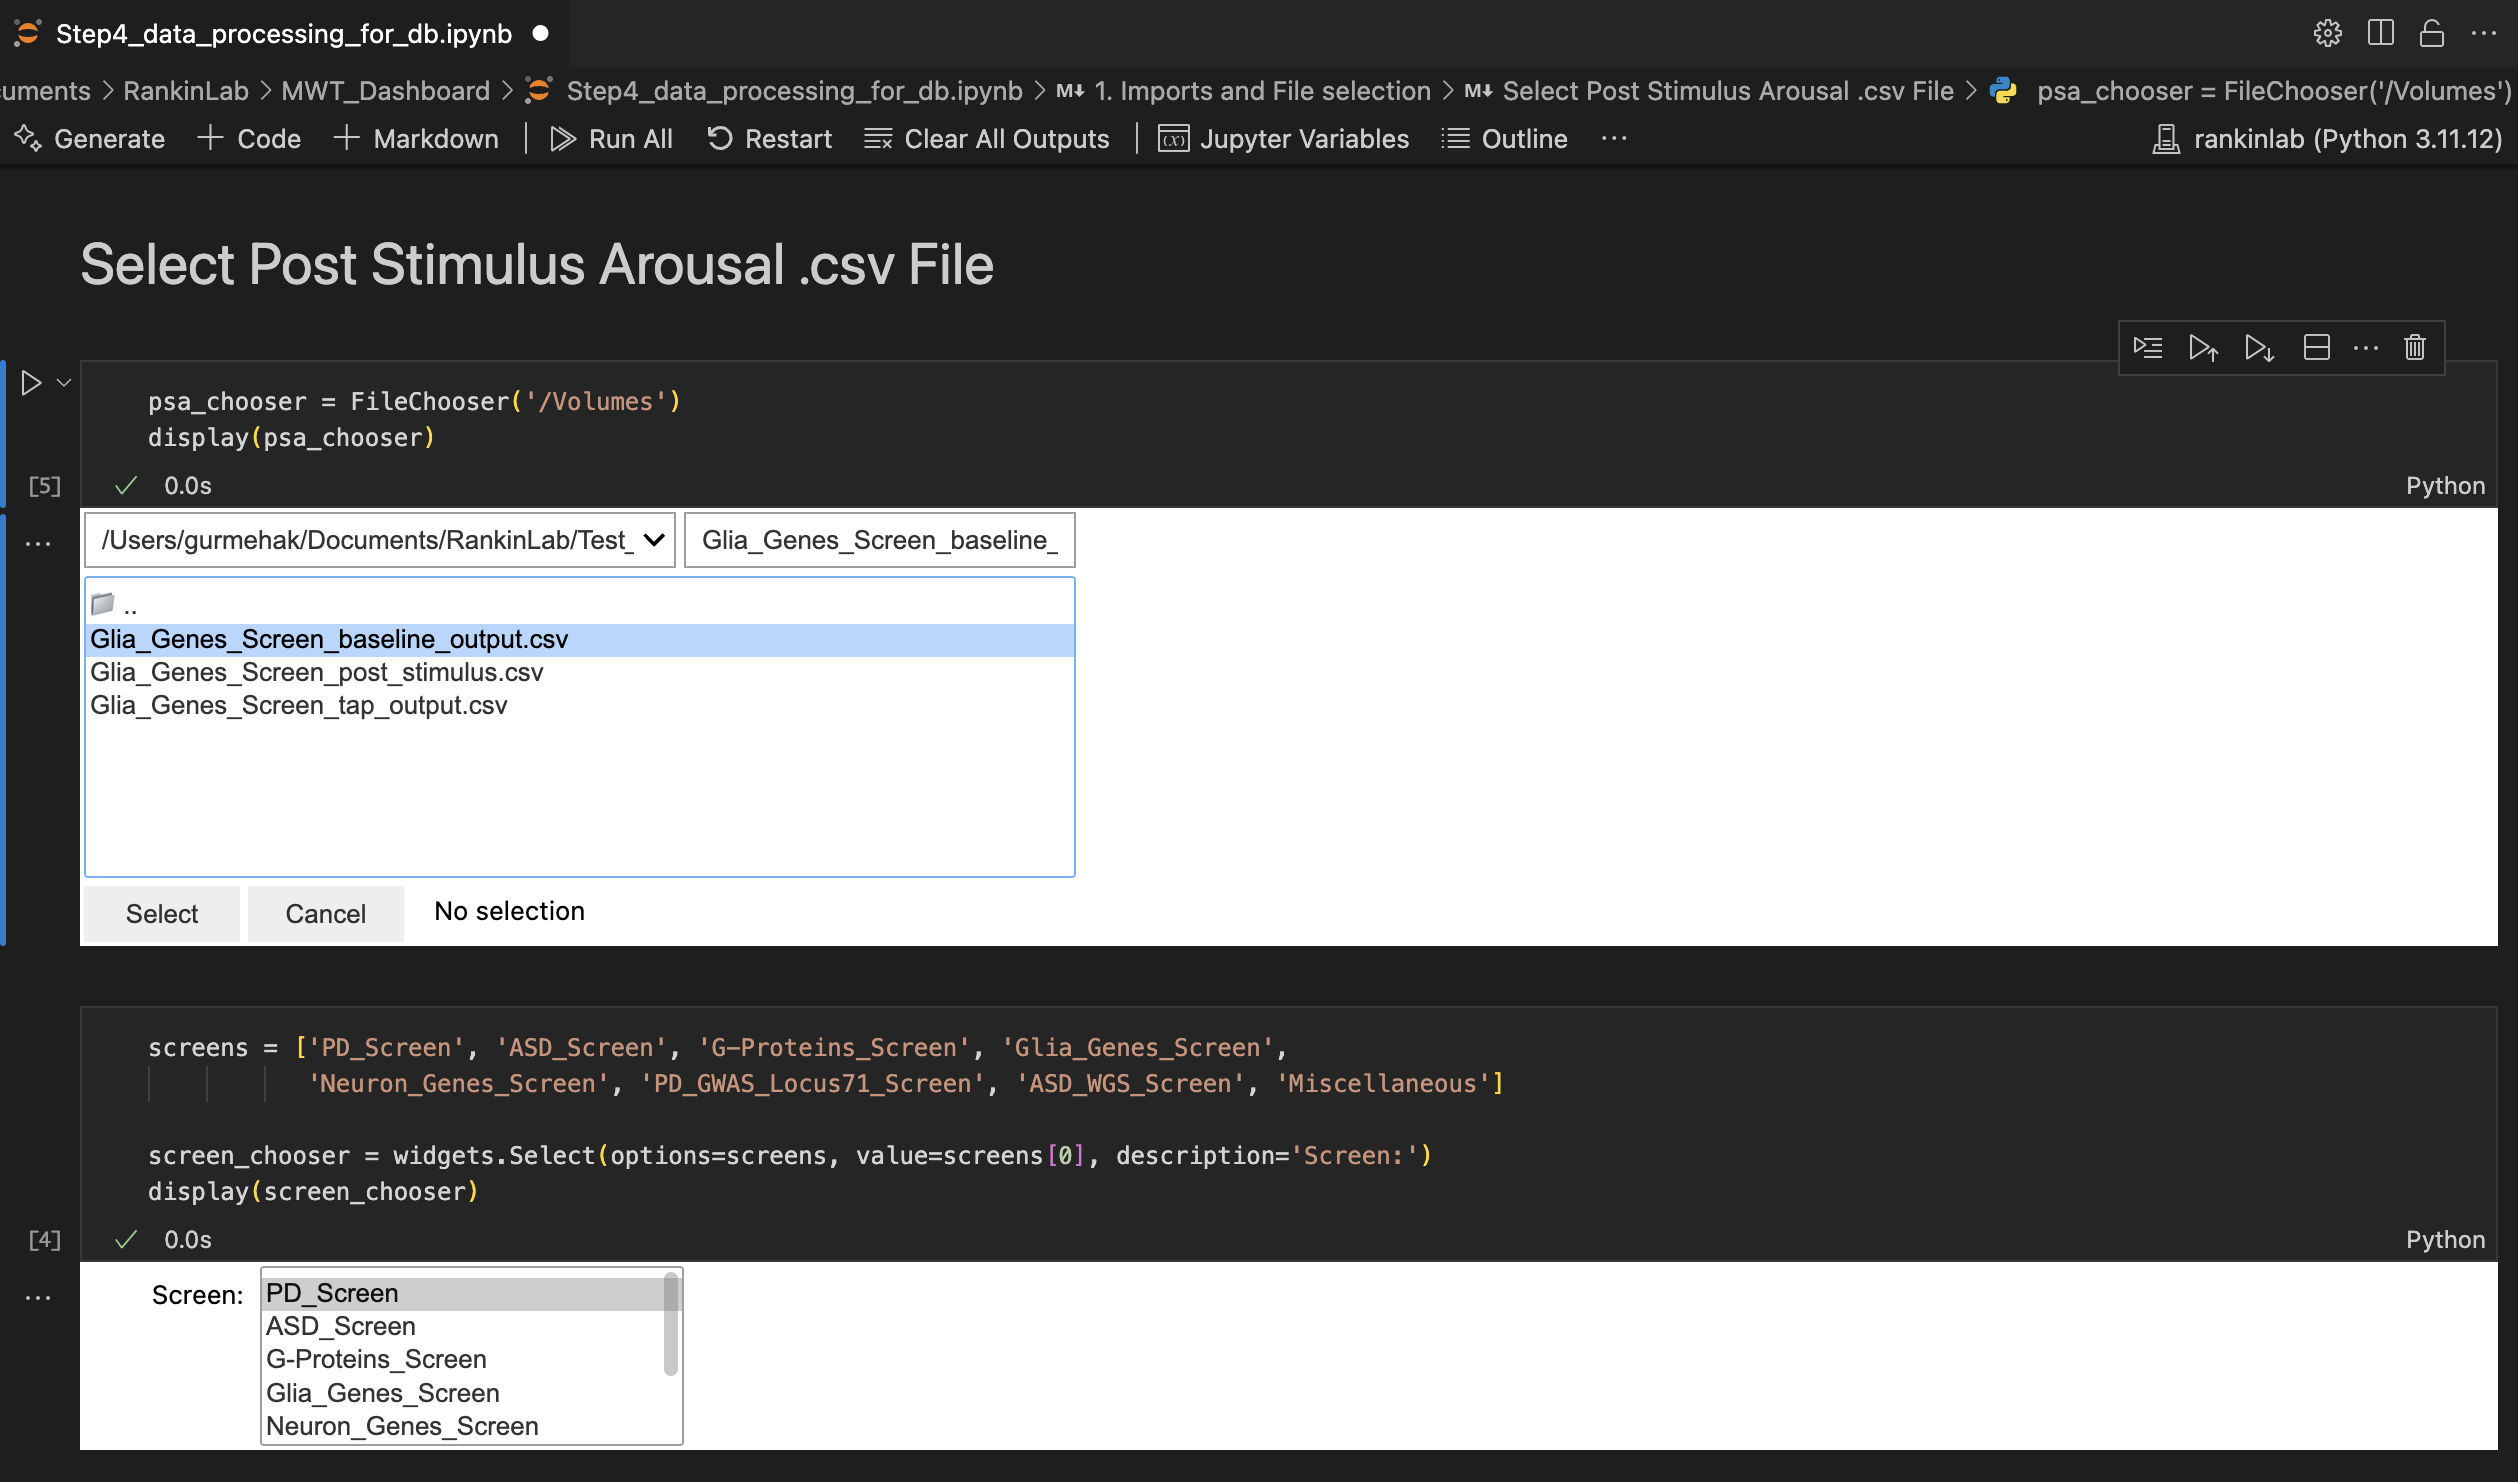 Step4_data_processing_for_db.ipynb
cuments > RankinLab > MWT_Dashboard > Step4_data_processing_for_db.ipynb > M↓ 1. Imports and File selection > M↓ Select Post Stimulus Arousal .csv File > psa_chooser = FileChooser('/Volumes')
Generate + Code + Markdown | Run All Restart Clear All Outputs | Jupyter Variables Outline ... rankinlab (Python 3.11.12)
Select Post Stimulus Arousal .csv File
psa_chooser = FileChooser('/Volumes')
display(psa_chooser)
[5] ✓ 0.0s Python
/Users/gurmehak/Documents/RankinLab/Test_ Glia_Genes_Screen_baseline_
..
Glia_Genes_Screen_baseline_output.csv
Glia_Genes_Screen_post_stimulus.csv
Glia_Genes_Screen_tap_output.csv
Select Cancel No selection
screens = ['PD_Screen', 'ASD_Screen', 'G-Proteins_Screen', 'Glia_Genes_Screen',
'Neuron_Genes_Screen', 'PD_GWAS_Locus71_Screen', 'ASD_WGS_Screen', 'Miscellaneous']
screen_chooser = widgets.Select(options=screens, value=screens[0], description='Screen:')
display(screen_chooser)
[4] ✓ 0.0s Python
Screen: PD_Screen
ASD_Screen
G-Proteins_Screen
Glia_Genes_Screen
Neuron_Genes_Screen